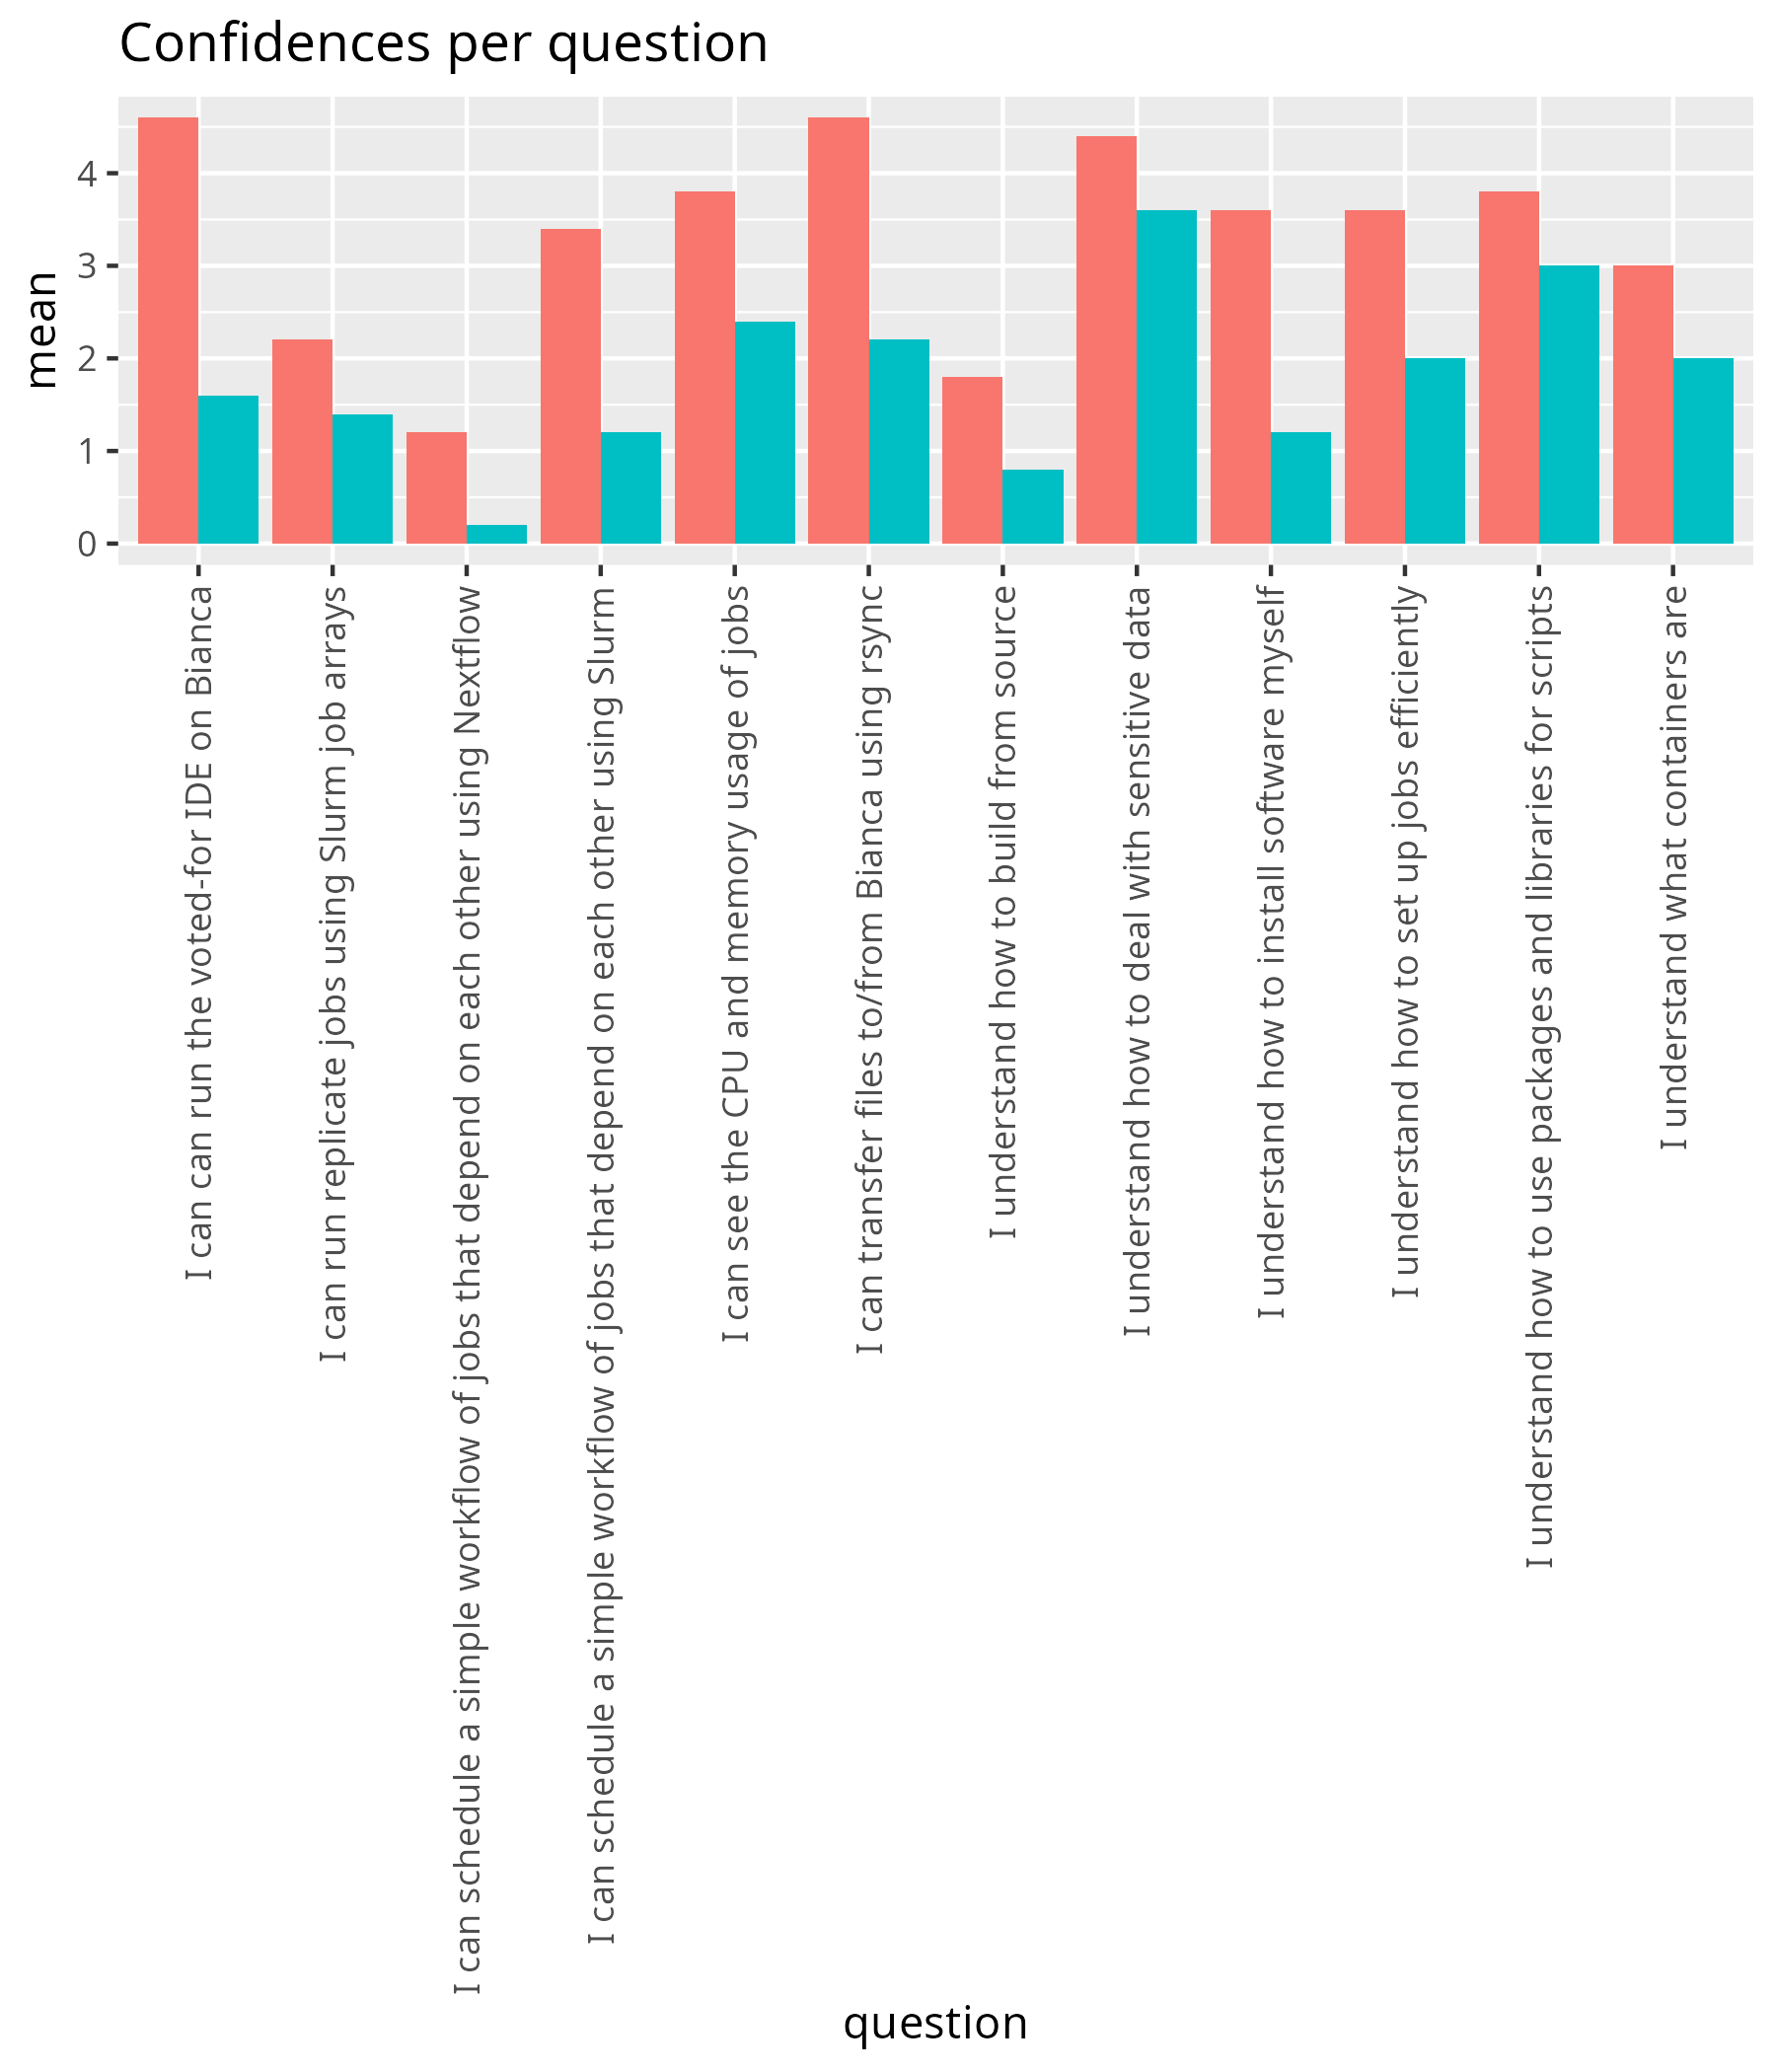 Confidences per question
mean
4
3
2
1
0
I can can run the voted-for IDE on Bianca
I can run replicate jobs using Slurm job arrays
I can schedule a simple workflow of jobs that depend on each other using Nextflow
I can schedule a simple workflow of jobs that depend on each other using Slurm
I can see the CPU and memory usage of jobs
I can transfer files to/from Bianca using rsync
I understand how to build from source
I understand how to deal with sensitive data
I understand how to install software myself
I understand how to set up jobs efficiently
I understand how to use packages and libraries for scripts
I understand what containers are
question